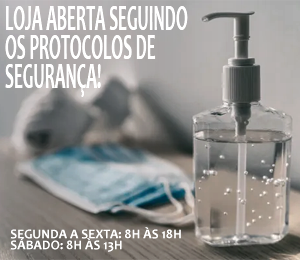 LOJA ABERTA SEGUINDO
OS PROTOCOLOS DE
SEGURANÇA!
SEGUNDA A SEXTA: 8H ÀS 18H
SÁBADO: 8H ÀS 13H